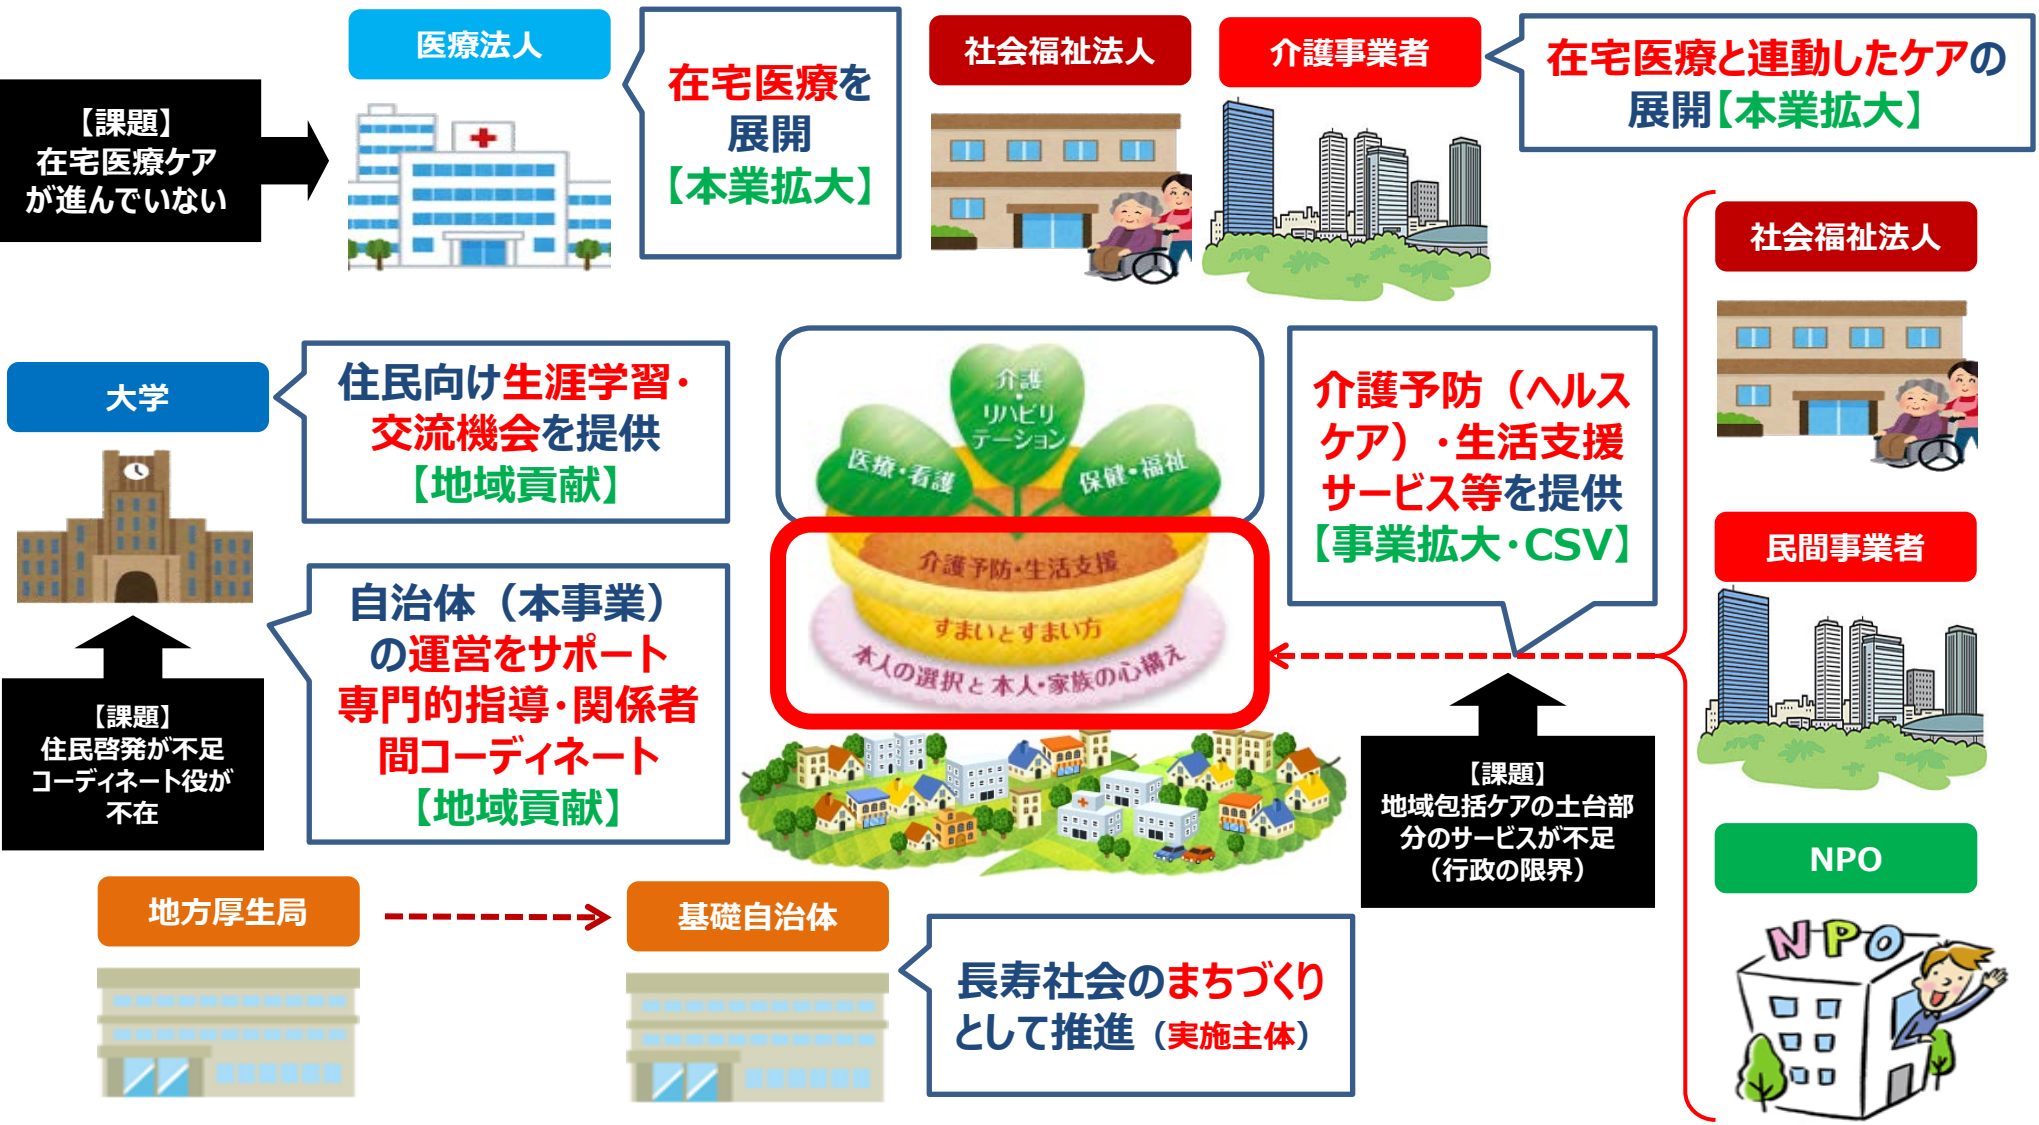 医療法人
在宅医療を
展開
【本業拡大】
社会福祉法人
介護事業者
在宅医療と連動したケアの
展開【本業拡大】
【課題】
在宅医療ケア
が進んでいない
社会福祉法人
大学
住民向け生涯学習・
交流機会を提供
【地域貢献】
介護
・
リハビリ
テーション
医療・看護
保健・福祉
介護予防・生活支援
すまいとすまい方
本人の選択と本人・家族の心構え
介護予防（ヘルス
ケア）・生活支援
サービス等を提供
【事業拡大・CSV】
民間事業者
自治体（本事業）
の運営をサポート
専門的指導・関係者
間コーディネート
【地域貢献】
【課題】
住民啓発が不足
コーディネート役が
不在
【課題】
地域包括ケアの土台部
分のサービスが不足
（行政の限界）
NPO
NPO
地方厚生局
基礎自治体
長寿社会のまちづくり
として推進（実施主体）